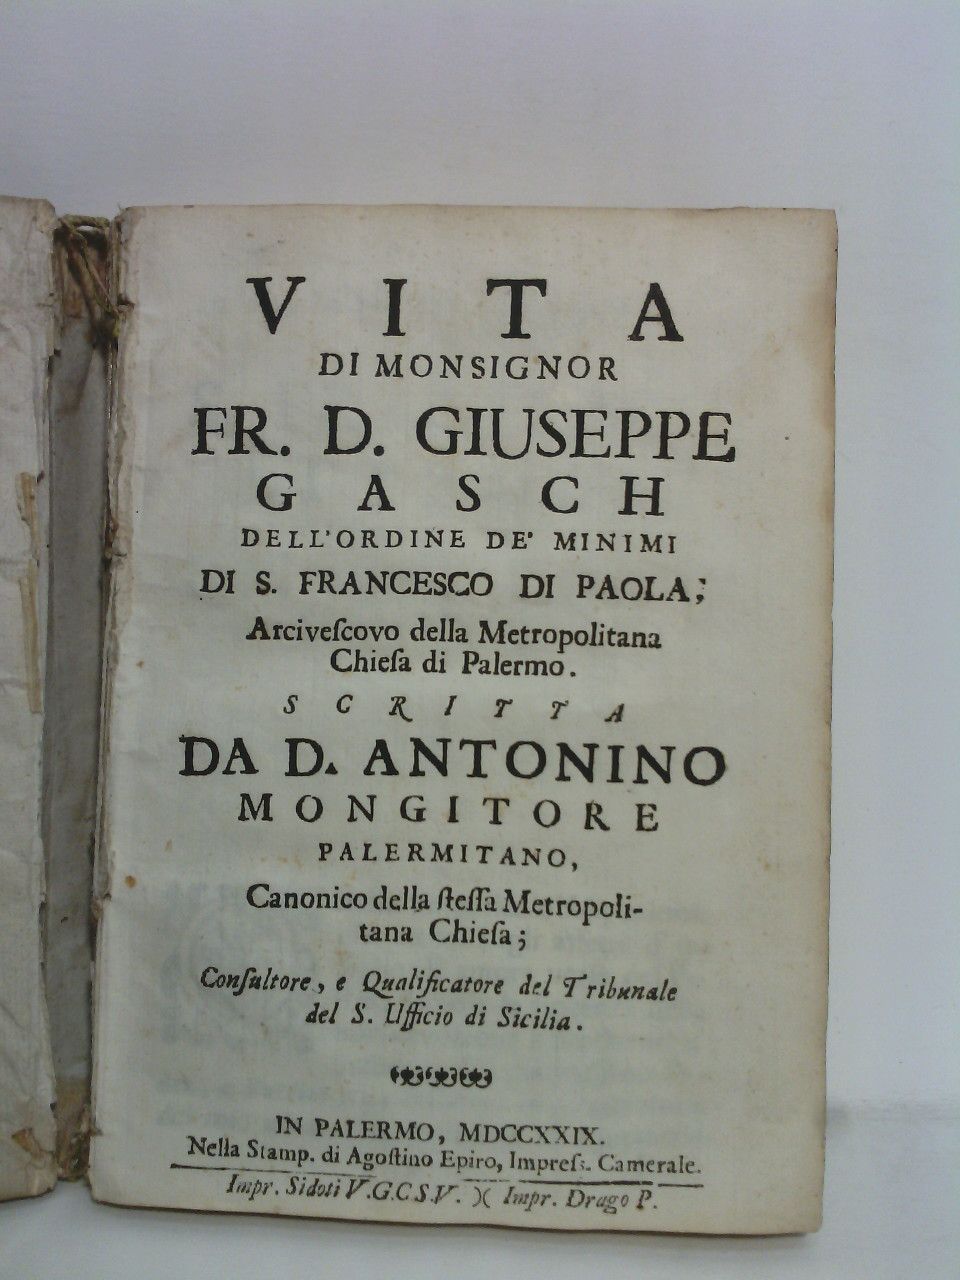 VITA
DI MONSIGNOR
FR. D. GIUSEPPE
GASCH
DELL'ORDINE DE' MINIMI
DI S. FRANCESCO DI PAOLA;
Arciveſcovo della Metropolitana
Chieſa di Palermo.
SCRITTA
DA D. ANTONINO
MONGITORE
PALERMITANO,
Canonico della ſteſſa Metropoli-
tana Chieſa;
Conſultore, e Qualificatore del Tribunale
del S. Ufficio di Sicilia.
IN PALERMO, MDCCXXIX.
Nella Stamp. di Agoſtino Epiro, Impreſſ. Camerale.
Impr. Sidoti V.G.C S.V. )( Impr. Drago P.